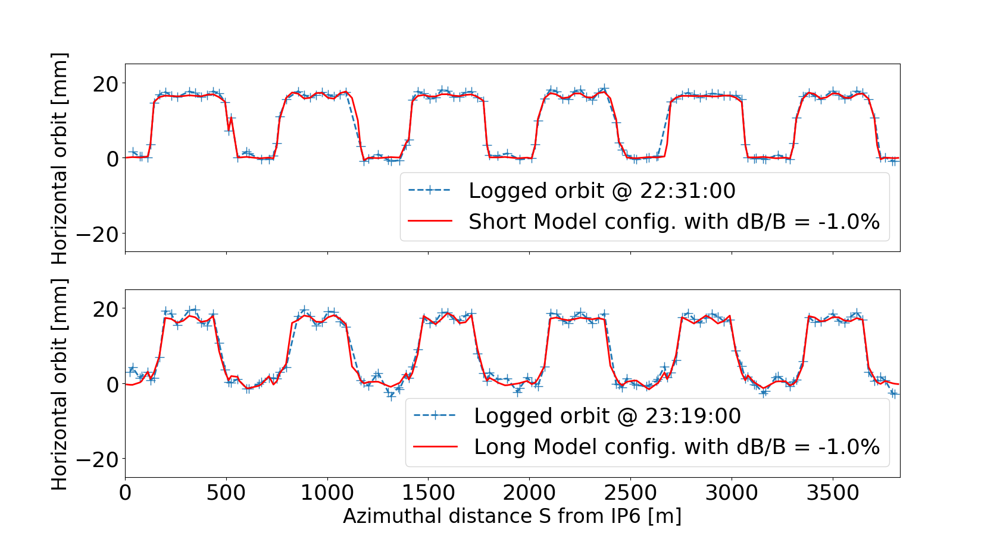 Horizontal orbit [mm]
20
0
−20
Logged orbit @ 22:31:00
Short Model config. with dB/B = -1.0%
Horizontal orbit [mm]
20
0
−20
Logged orbit @ 23:19:00
Long Model config. with dB/B = -1.0%
0 500 1000 1500 2000 2500 3000 3500
Azimuthal distance S from IP6 [m]